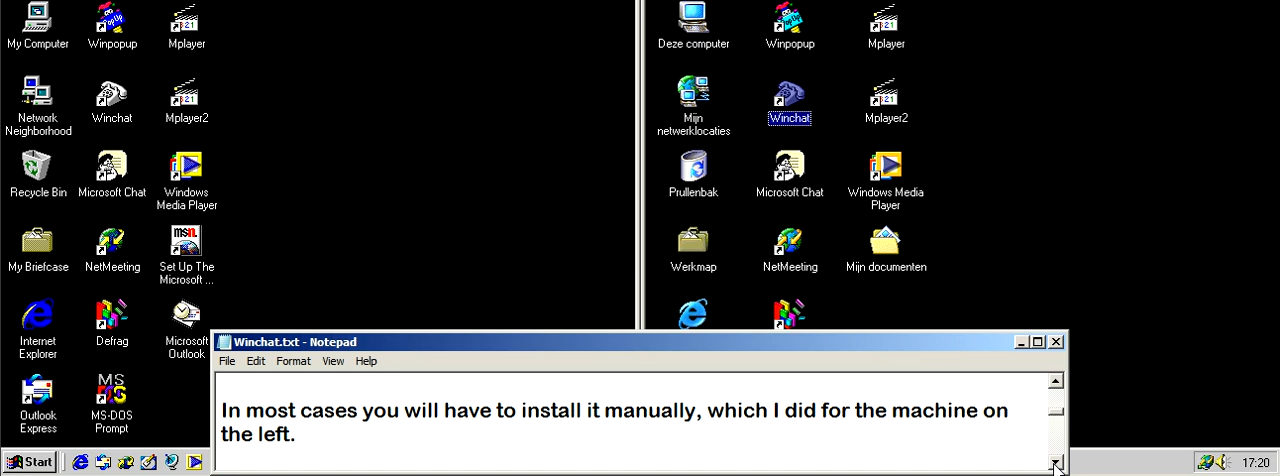 My Computer
Winpopup
Mplayer
Network
Neighborhood
Winchat
Mplayer2
Recycle Bin
Microsoft Chat
Windows
Media Player
My Briefcase
NetMeeting
msn.
Set Up The
Microsoft ...
Internet
Explorer
Defrag
Microsoft
Outlook
Outlook
Express
MS
DOS
MS-DOS
Prompt
Deze computer
Winpopup
Mplayer
Mijn
netwerklocaties
Winchat
Mplayer2
Prullenbak
Microsoft Chat
Windows Media
Player
Werkmap
NetMeeting
Mijn documenten
Winchat.txt - Notepad
File Edit Format View Help
In most cases you will have to install it manually, which I did for the machine on
the left.
Start
17:20